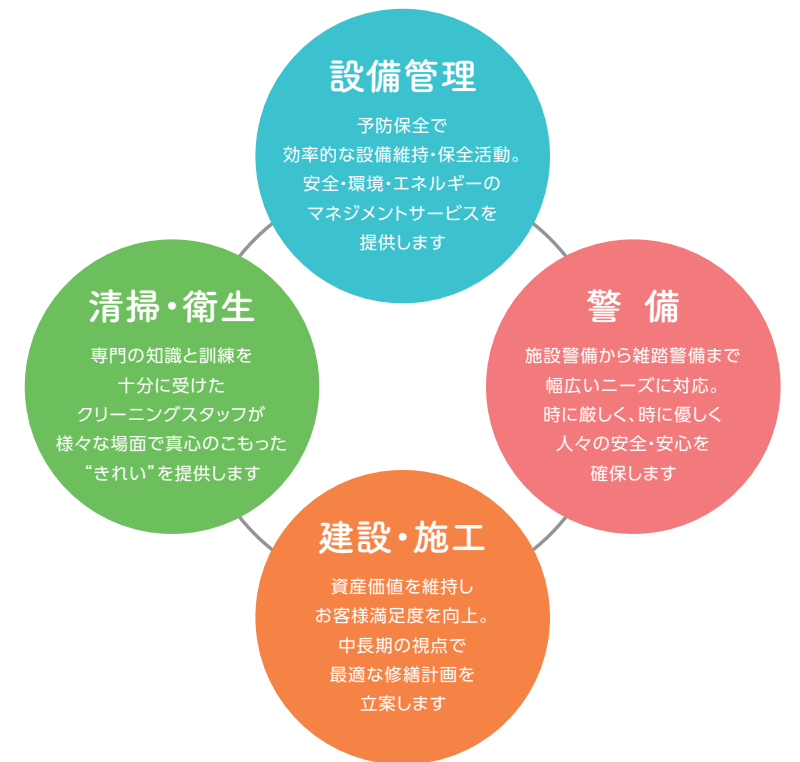 設備管理
予防保全で
効率的な設備維持・保全活動。
安全・環境・エネルギーの
マネジメントサービスを
提供します
清掃・衛生
専門の知識と訓練を
十分に受けた
クリーニングスタッフが
様々な場面で真心のこもった
“きれい”を提供します
警 備
施設警備から雑踏警備まで
幅広いニーズに対応。
時に厳しく、時に優しく
人々の安全・安心を
確保します
建設・施工
資産価値を維持し
お客様満足度を向上。
中長期の視点で
最適な修繕計画を
立案します